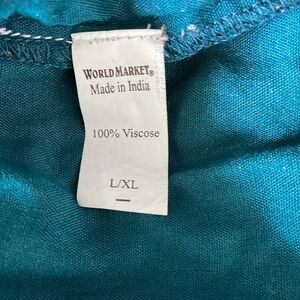 WORLD MARKET®
Made in India
100% Viscose
L/XL